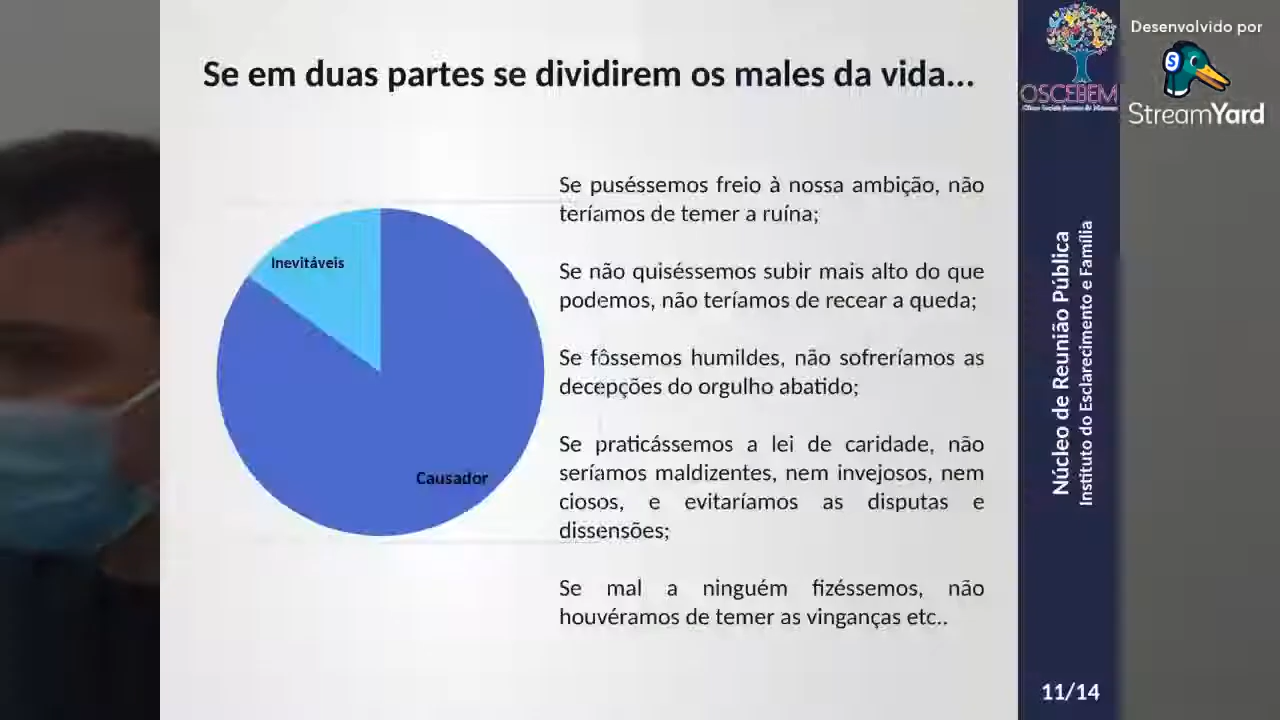 Se em duas partes se dividirem os males da vida...
Inevitáveis
Causador
Se puséssemos freio à nossa ambição, não
teríamos de temer a ruína;
Se não quiséssemos subir mais alto do que
podemos, não teríamos de recear a queda;
Se fôssemos humildes, não sofreríamos as
decepções do orgulho abatido;
Se praticássemos a lei de caridade, não
seríamos maldizentes, nem invejosos, nem
ciosos, e evitaríamos as disputas e
dissensões;
Se mal a ninguém fizéssemos, não
houvéramos de temer as vinganças etc..
OSCEBEM
Núcleo de Reunião Pública
Instituto do Esclarecimento e Família
11/14
Desenvolvido por
S
StreamYard